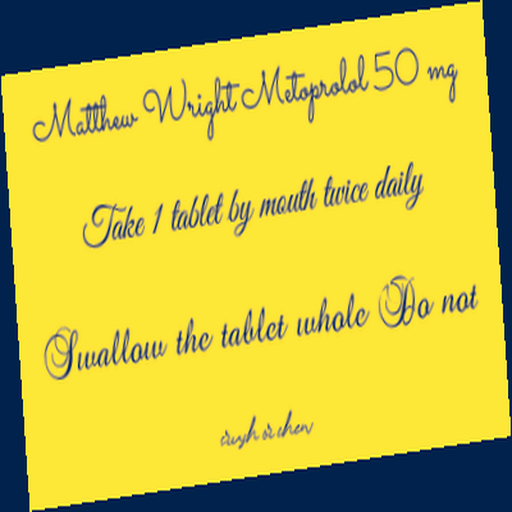 Matthew Wright Metoprolol 50 mg
Take 1 tablet by mouth twice daily
Swallow the tablet whole Do not
crush or chew